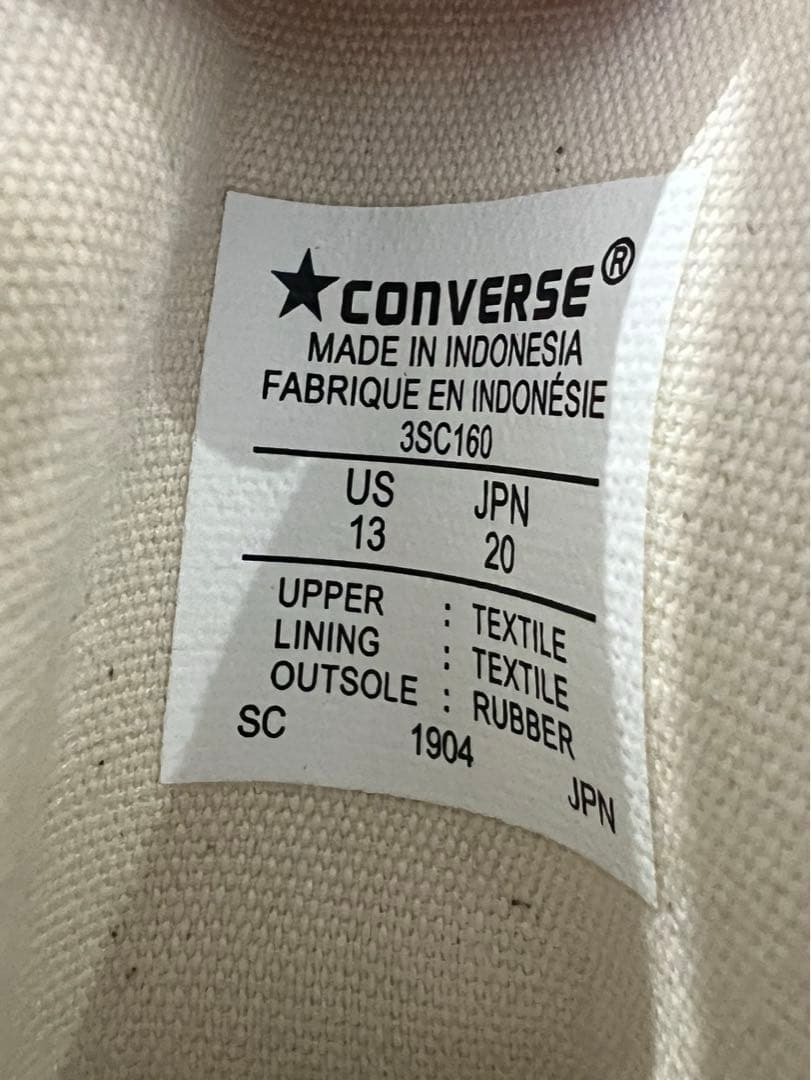 ★CONVERSE®
MADE IN INDONESIA
FABRIQUE EN INDONÉSIE
3SC160
US JPN
13 20
UPPER : TEXTILE
LINING : TEXTILE
OUTSOLE : RUBBER
SC 1904 JPN